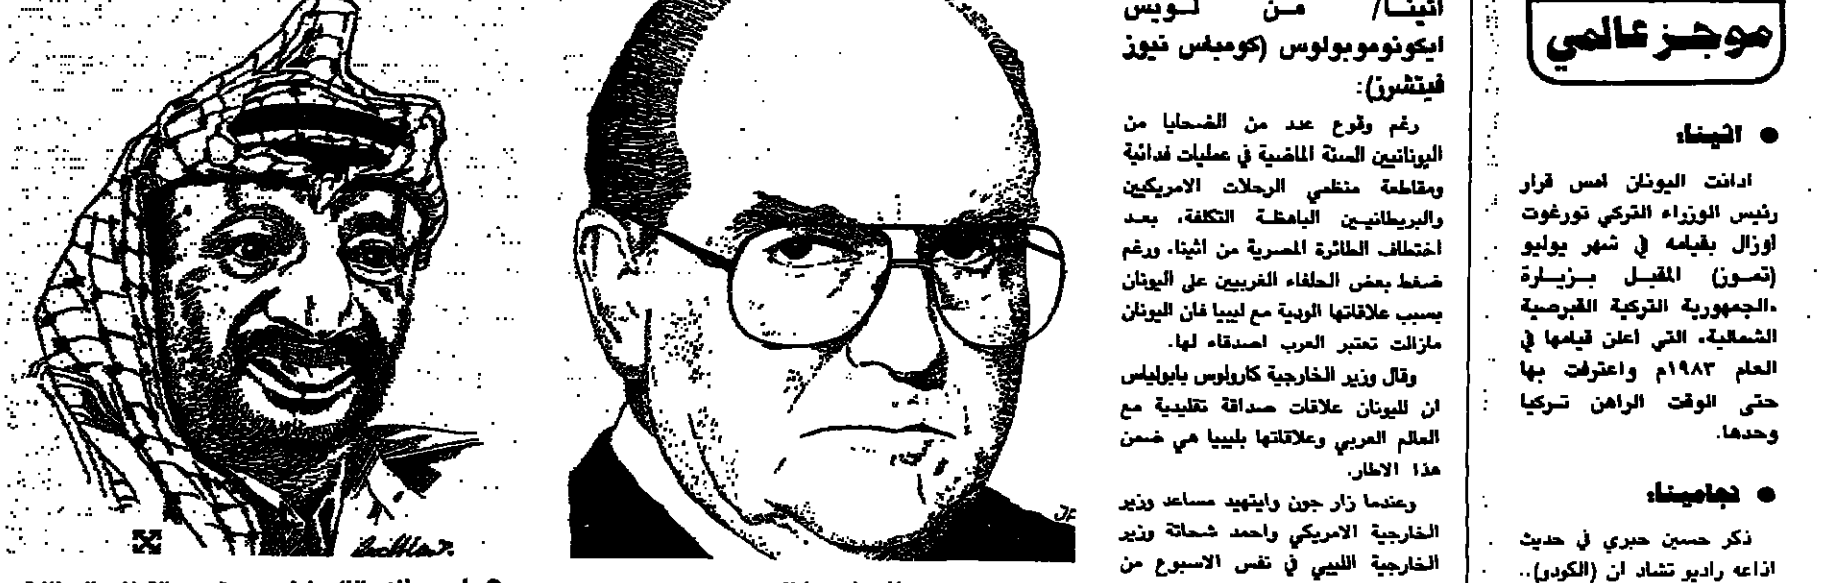 موجز عالمي
● اثينا:
ادانت اليونان امس قرار
رئيس الوزراء التركي تورغوت
اوزال بقيامه في شهر يوليو
(تموز) المقبل بزيارة
«الجمهورية التركية القبرصية
الشمالية» التي أعلن قيامها في
العام ١٩٨٣م واعترفت بها
حتى الوقت الراهن تركيا
وحدها.
● نجامينا:
ذكر حسين حبري في حديث
اذاعه راديو تشاد ان (الكودو)..
اثينا/ من لويس
ايكونوموبولوس (كومباس نيوز
فيتشرز):
رغم وقوع عدد من الضحايا من
اليونانيين السنة الماضية في عمليات فدائية
ومقاطعة منظمي الرحلات الامريكيين
والبريطانيين الباهظة التكلفة، بعد
اختطاف الطائرة المصرية من اثينا، ورغم
ضغط بعض الحلفاء الغربيين على اليونان
بسبب علاقاتها الودية مع ليبيا فان اليونان
مازالت تعتبر العرب اصدقاء لها.
وقال وزير الخارجية كارولوس بابولياس
ان لليونان علاقات صداقة تقليدية مع
العالم العربي وعلاقاتها بليبيا هي ضمن
هذا الاطار.
وعندما زار جون وايتهيد مساعد وزير
الخارجية الامريكي واحمد شحاتة وزير
الخارجية الليبي في نفس الاسبوع من